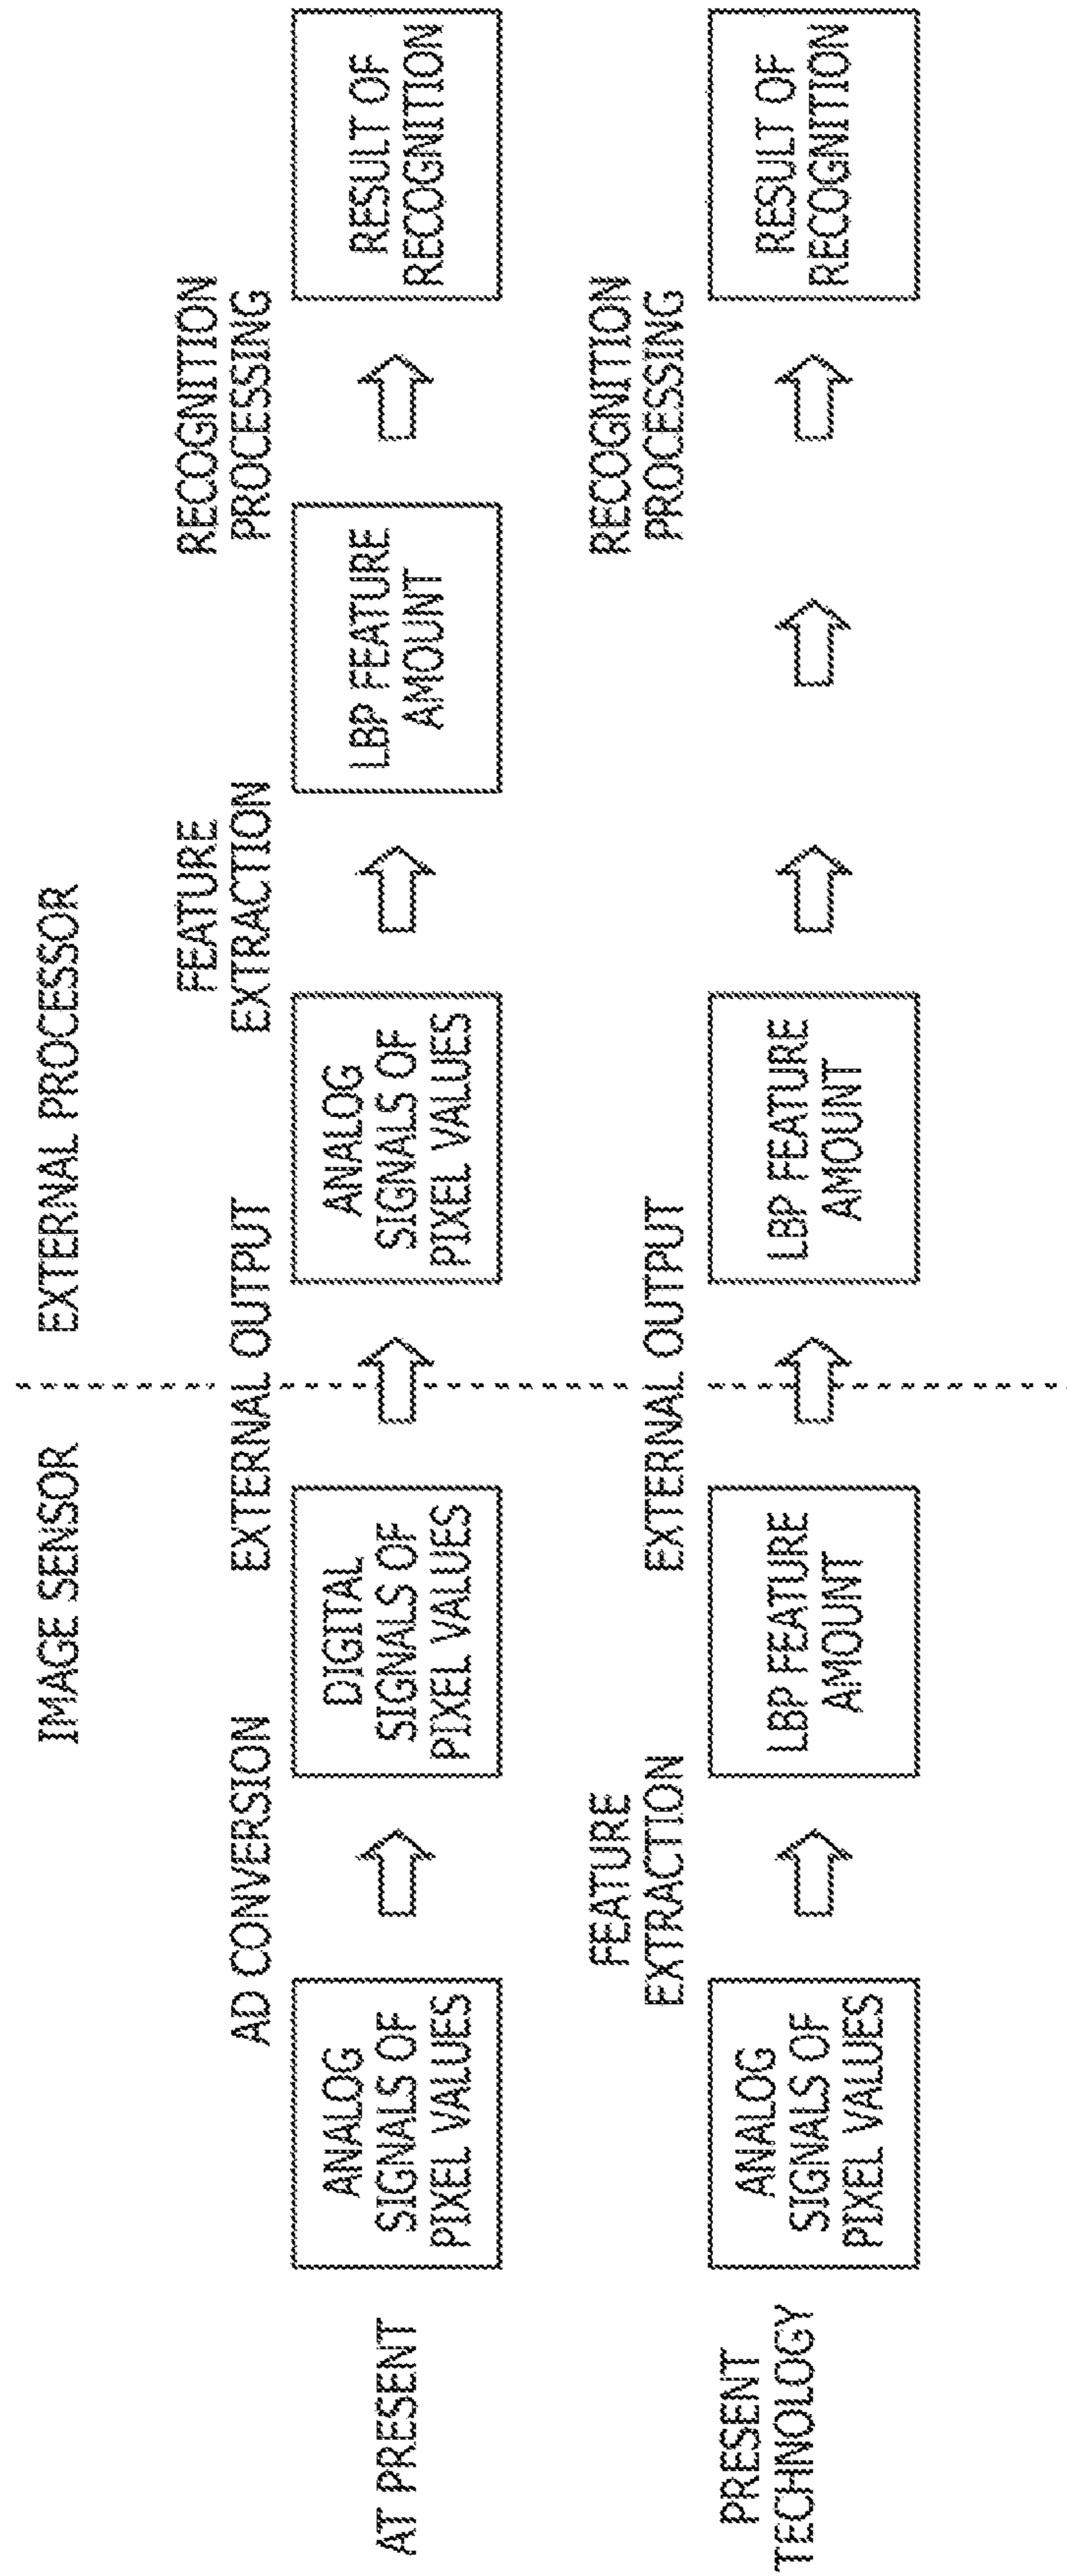 IMAGE SENSOR
EXTERNAL PROCESSOR
AT PRESENT
ANALOG
SIGNALS OF
PIXEL VALUES
AD CONVERSION
DIGITAL
SIGNALS OF
PIXEL VALUES
EXTERNAL OUTPUT
ANALOG
SIGNALS OF
PIXEL VALUES
FEATURE
EXTRACTION
LBP FEATURE
AMOUNT
RECOGNITION
PROCESSING
RESULT OF
RECOGNITION
PRESENT
TECHNOLOGY
ANALOG
SIGNALS OF
PIXEL VALUES
FEATURE
EXTRACTION
LBP FEATURE
AMOUNT
EXTERNAL OUTPUT
LBP FEATURE
AMOUNT
RECOGNITION
PROCESSING
RESULT OF
RECOGNITION